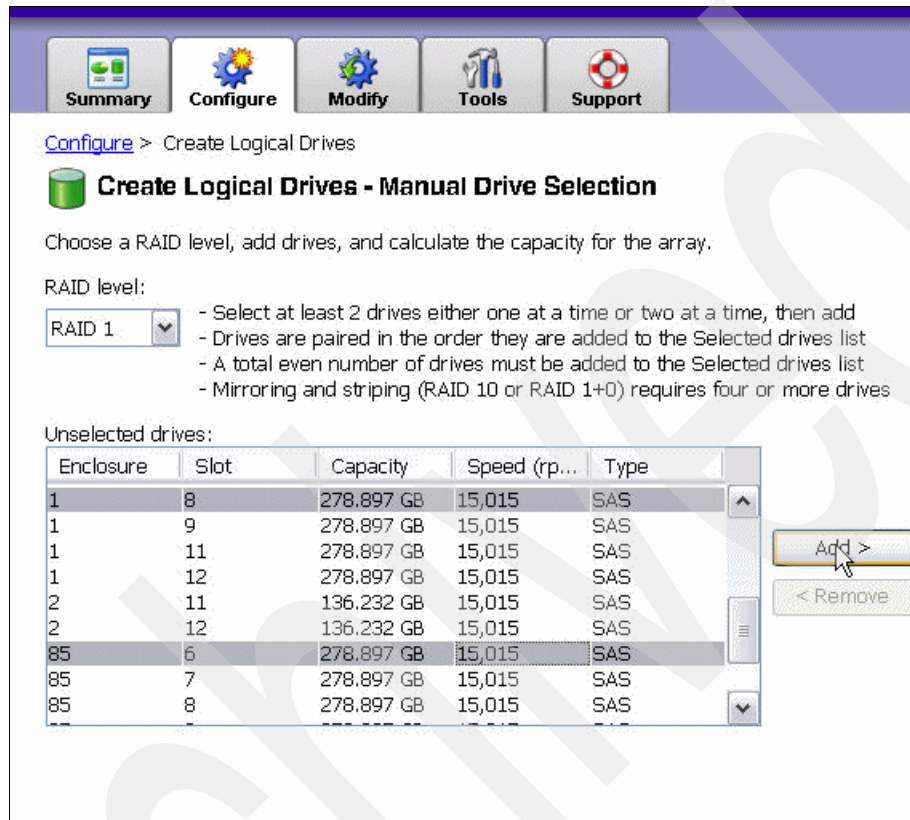 Summary Configure Modify Tools Support
Configure > Create Logical Drives
Create Logical Drives - Manual Drive Selection
Choose a RAID level, add drives, and calculate the capacity for the array.
RAID level:
RAID 1
- Select at least 2 drives either one at a time or two at a time, then add
- Drives are paired in the order they are added to the Selected drives list
- A total even number of drives must be added to the Selected drives list
- Mirroring and striping (RAID 10 or RAID 1+0) requires four or more drives
Unselected drives:
Enclosure Slot Capacity Speed (rp... Type
1 8 278.897 GB 15,015 SAS
1 9 278.897 GB 15,015 SAS
1 11 278.897 GB 15,015 SAS
1 12 278.897 GB 15,015 SAS
2 11 136.232 GB 15,015 SAS
2 12 136.232 GB 15,015 SAS
85 6 278.897 GB 15,015 SAS
85 7 278.897 GB 15,015 SAS
85 8 278.897 GB 15,015 SAS
Add >
< Remove